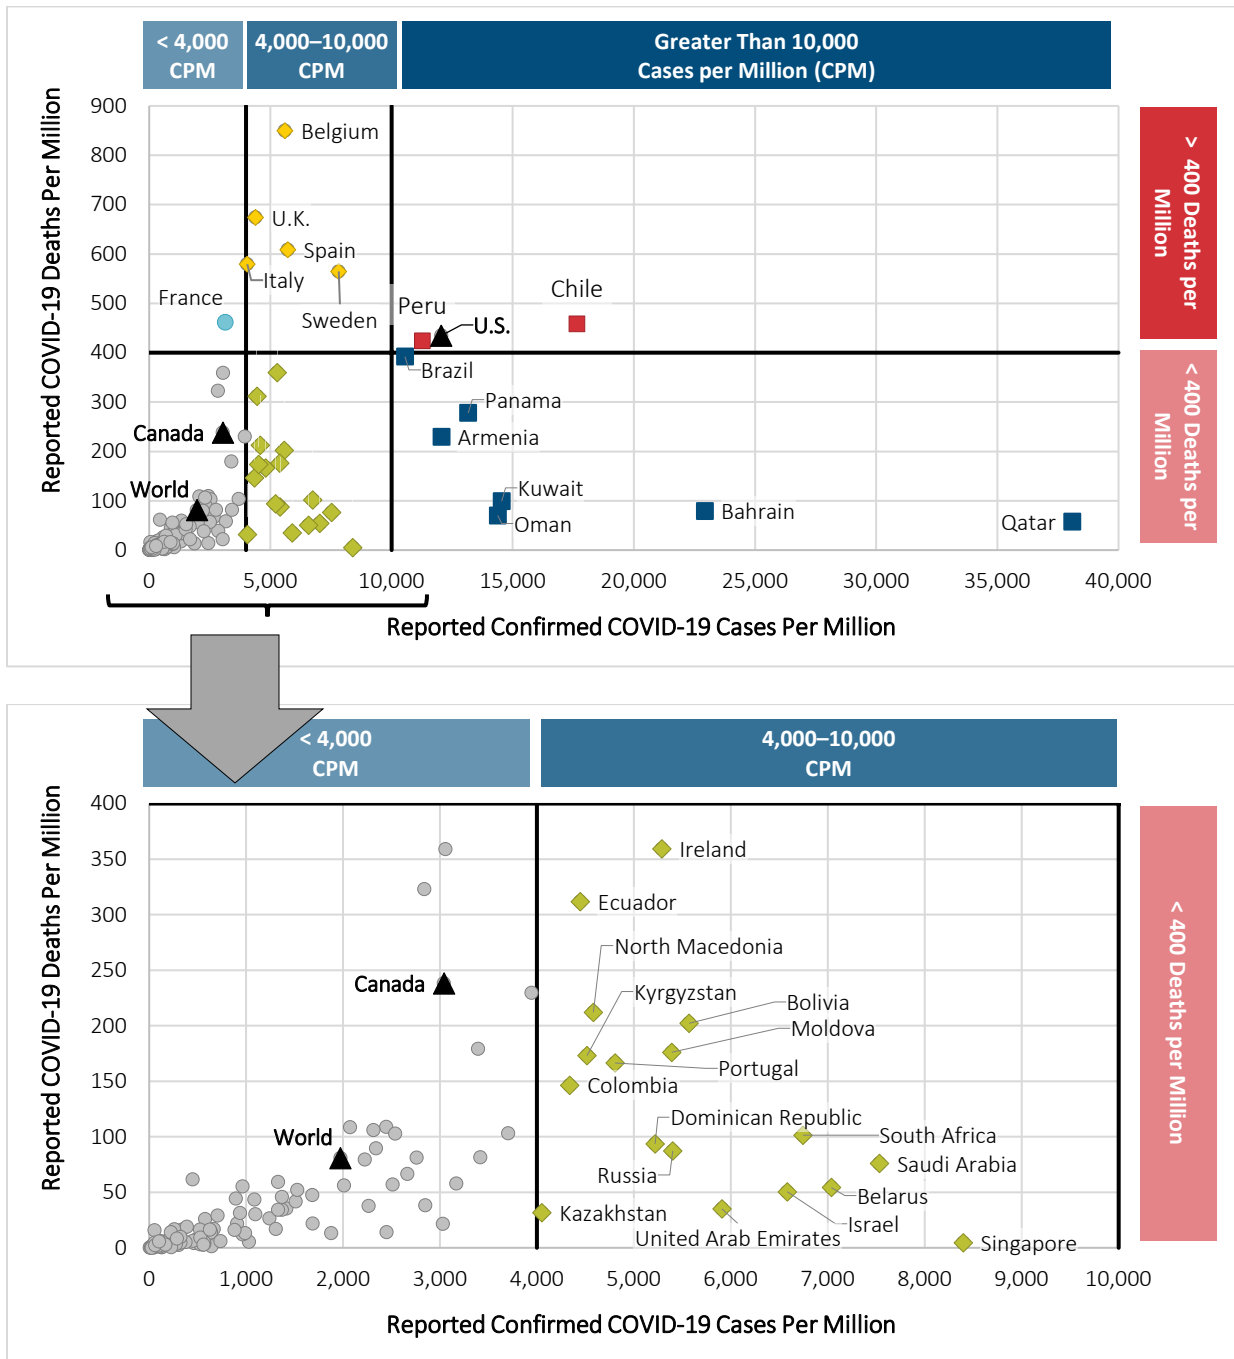 < 4,000
CPM
4,000–10,000
CPM
Greater Than 10,000
Cases per Million (CPM)
Reported COVID-19 Deaths Per Million
900
800
700
600
500
400
300
200
100
0
Belgium
U.K.
Spain
Italy
Sweden
France
Peru
Chile
U.S.
Brazil
Panama
Canada
Armenia
World
Kuwait
Oman
Bahrain
Qatar
0
5,000
10,000
15,000
20,000
25,000
30,000
35,000
40,000
Reported Confirmed COVID-19 Cases Per Million
> 400 Deaths per
Million
< 400 Deaths per
Million
< 4,000
CPM
4,000–10,000
CPM
Reported COVID-19 Deaths Per Million
400
350
300
250
200
150
100
50
0
Ireland
Ecuador
North Macedonia
Canada
Kyrgyzstan
Bolivia
Moldova
Portugal
Colombia
Dominican Republic
World
South Africa
Saudi Arabia
Russia
Belarus
Kazakhstan
Israel
United Arab Emirates
Singapore
0
1,000
2,000
3,000
4,000
5,000
6,000
7,000
8,000
9,000
10,000
Reported Confirmed COVID-19 Cases Per Million
< 400 Deaths per Million